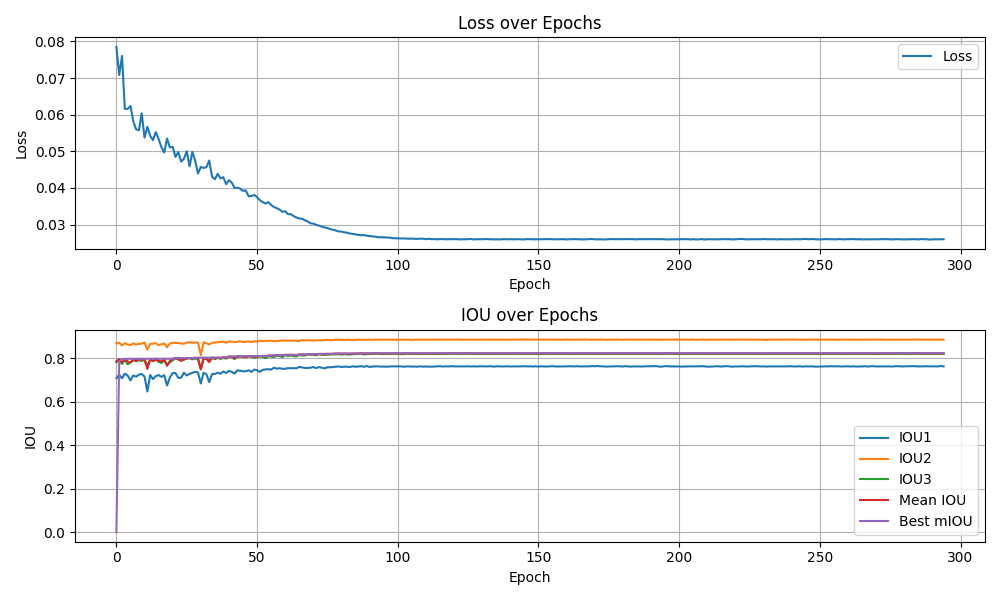 Loss over Epochs
0.08
0.07
0.06
0.05
0.04
0.03
Loss
Loss
0 50 100 150 200 250 300
Epoch
IOU over Epochs
0.8
0.6
0.4
0.2
0.0
IOU
IOU1
IOU2
IOU3
Mean IOU
Best mIOU
0 50 100 150 200 250 300
Epoch